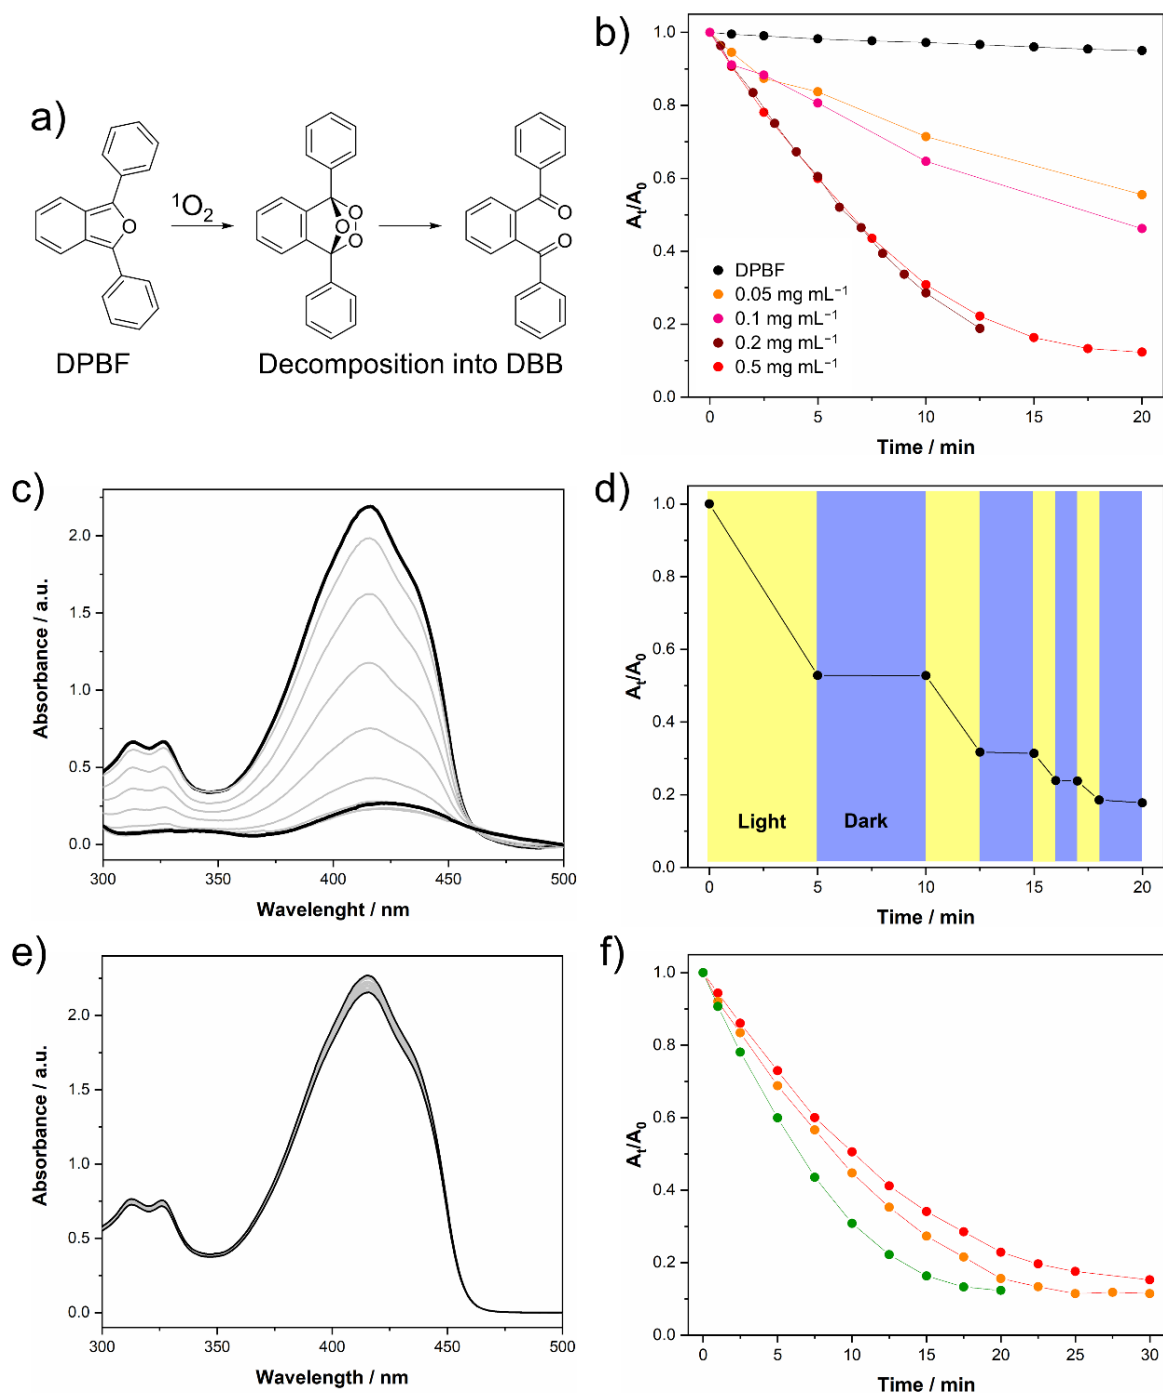 a)
¹O₂
O
O
O
O
O
O
DPBF
Decomposition into DBB
b)
1.0
0.8
0.6
0.4
0.2
0.0
Aₜ/A₀
DPBF
0.05 mg mL⁻¹
0.1 mg mL⁻¹
0.2 mg mL⁻¹
0.5 mg mL⁻¹
0 5 10 15 20
Time / min
c)
2.0
1.5
1.0
0.5
0.0
Absorbance / a.u.
300 350 400 450 500
Wavelenght / nm
d)
1.0
0.8
0.6
0.4
0.2
0.0
Aₜ/A₀
Light
Dark
0 5 10 15 20
Time / min
e)
2.0
1.5
1.0
0.5
0.0
Absorbance / a.u.
300 350 400 450 500
Wavelength / nm
f)
1.0
0.8
0.6
0.4
0.2
0.0
Aₜ/A₀
0 5 10 15 20 25 30
Time / min